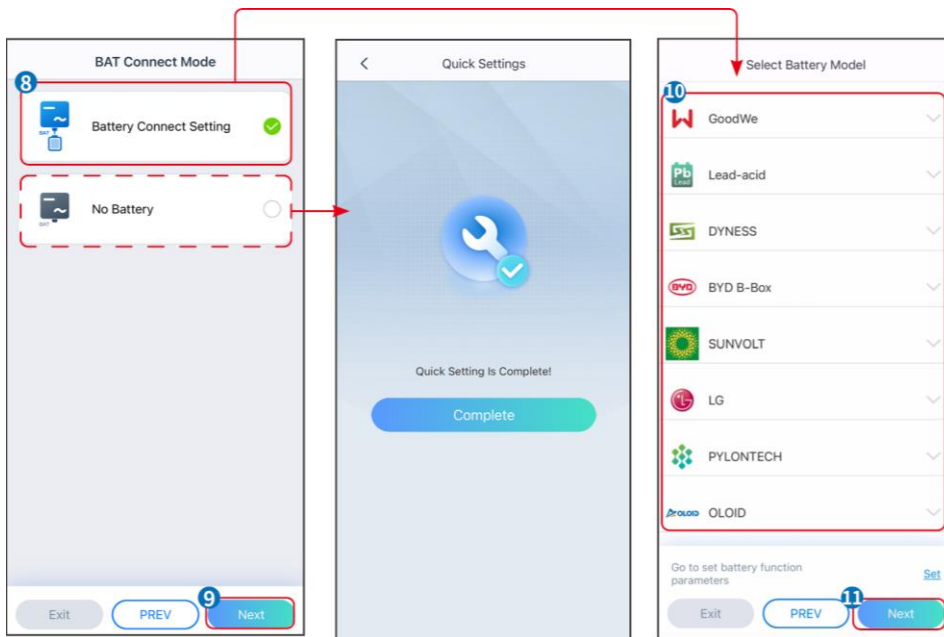 BAT Connect Mode
8
BAT
Battery Connect Setting
BAT
No Battery
Exit
PREV
9
Next
Quick Settings
Quick Setting Is Complete!
Complete
Select Battery Model
10
GoodWe
Pb
Lead
Lead-acid
DYNESS
BYD
BYD B-Box
SUNVOLT
LG
PYLONTECH
OLOID
OLOID
Go to set battery function
parameters
Set
Exit
PREV
11
Next